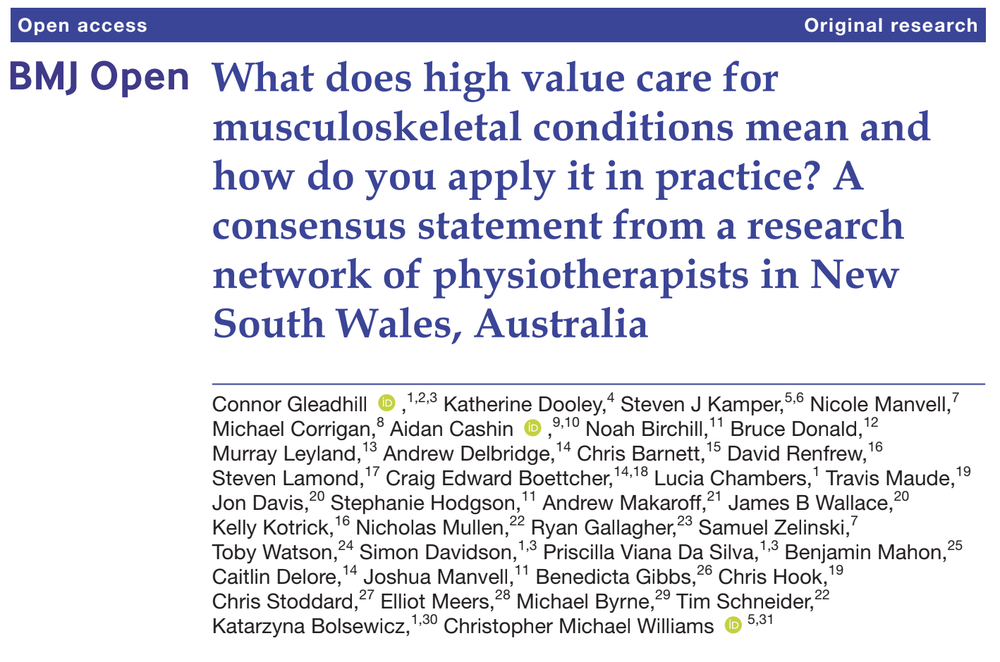 Open access Original research
BMJ Open What does high value care for
musculoskeletal conditions mean and
how do you apply it in practice? A
consensus statement from a research
network of physiotherapists in New
South Wales, Australia
Connor Gleadhill iD ,1,2,3 Katherine Dooley,4 Steven J Kamper,5,6 Nicole Manvell,7
Michael Corrigan,8 Aidan Cashin iD ,9,10 Noah Birchill,11 Bruce Donald,12
Murray Leyland,13 Andrew Delbridge,14 Chris Barnett,15 David Renfrew,16
Steven Lamond,17 Craig Edward Boettcher,14,18 Lucia Chambers,1 Travis Maude,19
Jon Davis,20 Stephanie Hodgson,11 Andrew Makaroff,21 James B Wallace,20
Kelly Kotrick,16 Nicholas Mullen,22 Ryan Gallagher,23 Samuel Zelinski,7
Toby Watson,24 Simon Davidson,1,3 Priscilla Viana Da Silva,1,3 Benjamin Mahon,25
Caitlin Delore,14 Joshua Manvell,11 Benedicta Gibbs,26 Chris Hook,19
Chris Stoddard,27 Elliot Meers,28 Michael Byrne,29 Tim Schneider,22
Katarzyna Bolsewicz,1,30 Christopher Michael Williams iD 5,31